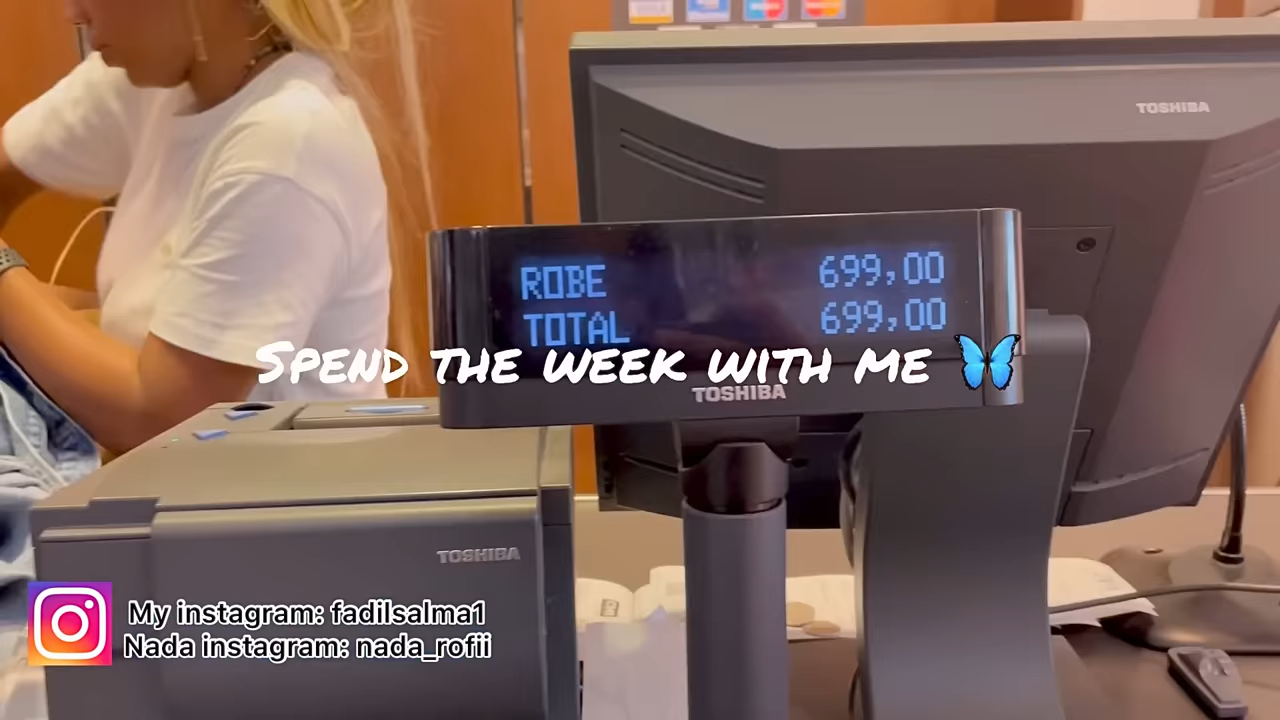 TOSHIBA
ROBE 699,00
TOTAL 699,00
SPEND THE WEEK WITH ME 🦋
TOSHIBA
TOSHIBA
My instagram: fadilsalma1
Nada instagram: nada_rofii